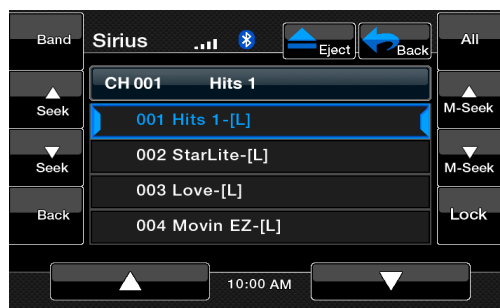 Band
Sirius
Eject
Back
All
Seek
CH 001 Hits 1
M-Seek
001 Hits 1-[L]
Seek
002 StarLite-[L]
M-Seek
003 Love-[L]
Back
004 Movin EZ-[L]
Lock
10:00 AM